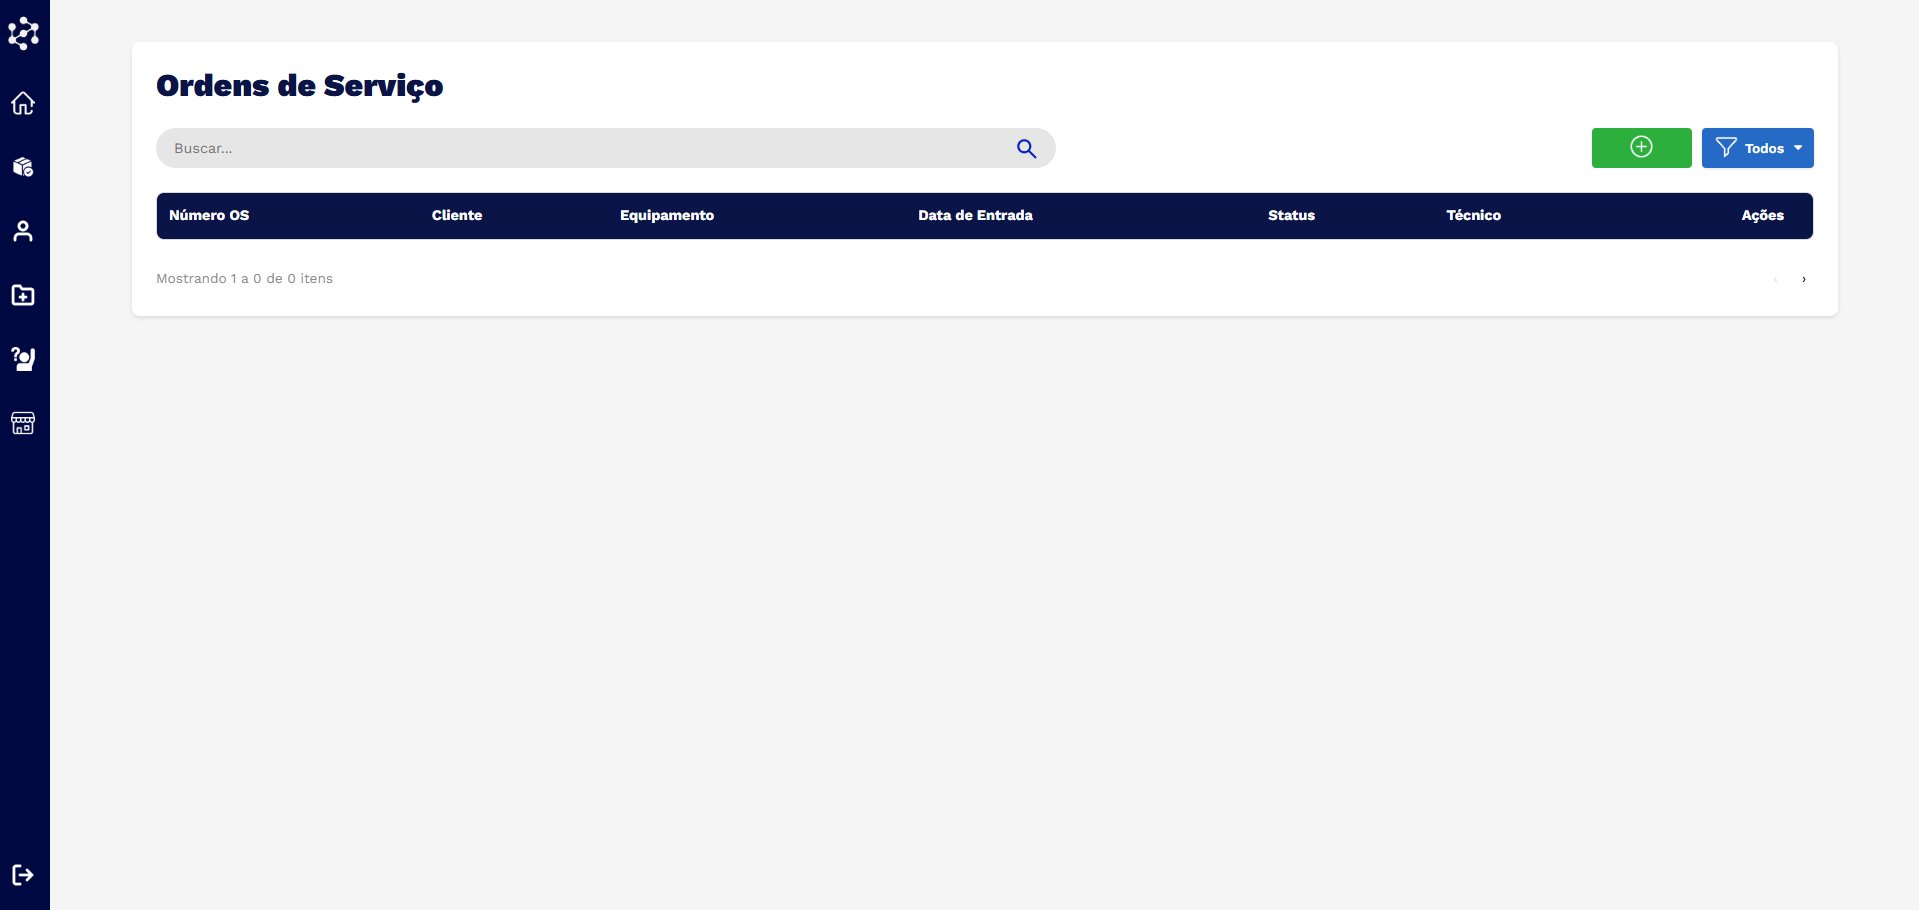 Ordens de Serviço
Buscar...
Todos
Número OS Cliente Equipamento Data de Entrada Status Técnico Ações
Mostrando 1 a 0 de 0 itens ‹ ›